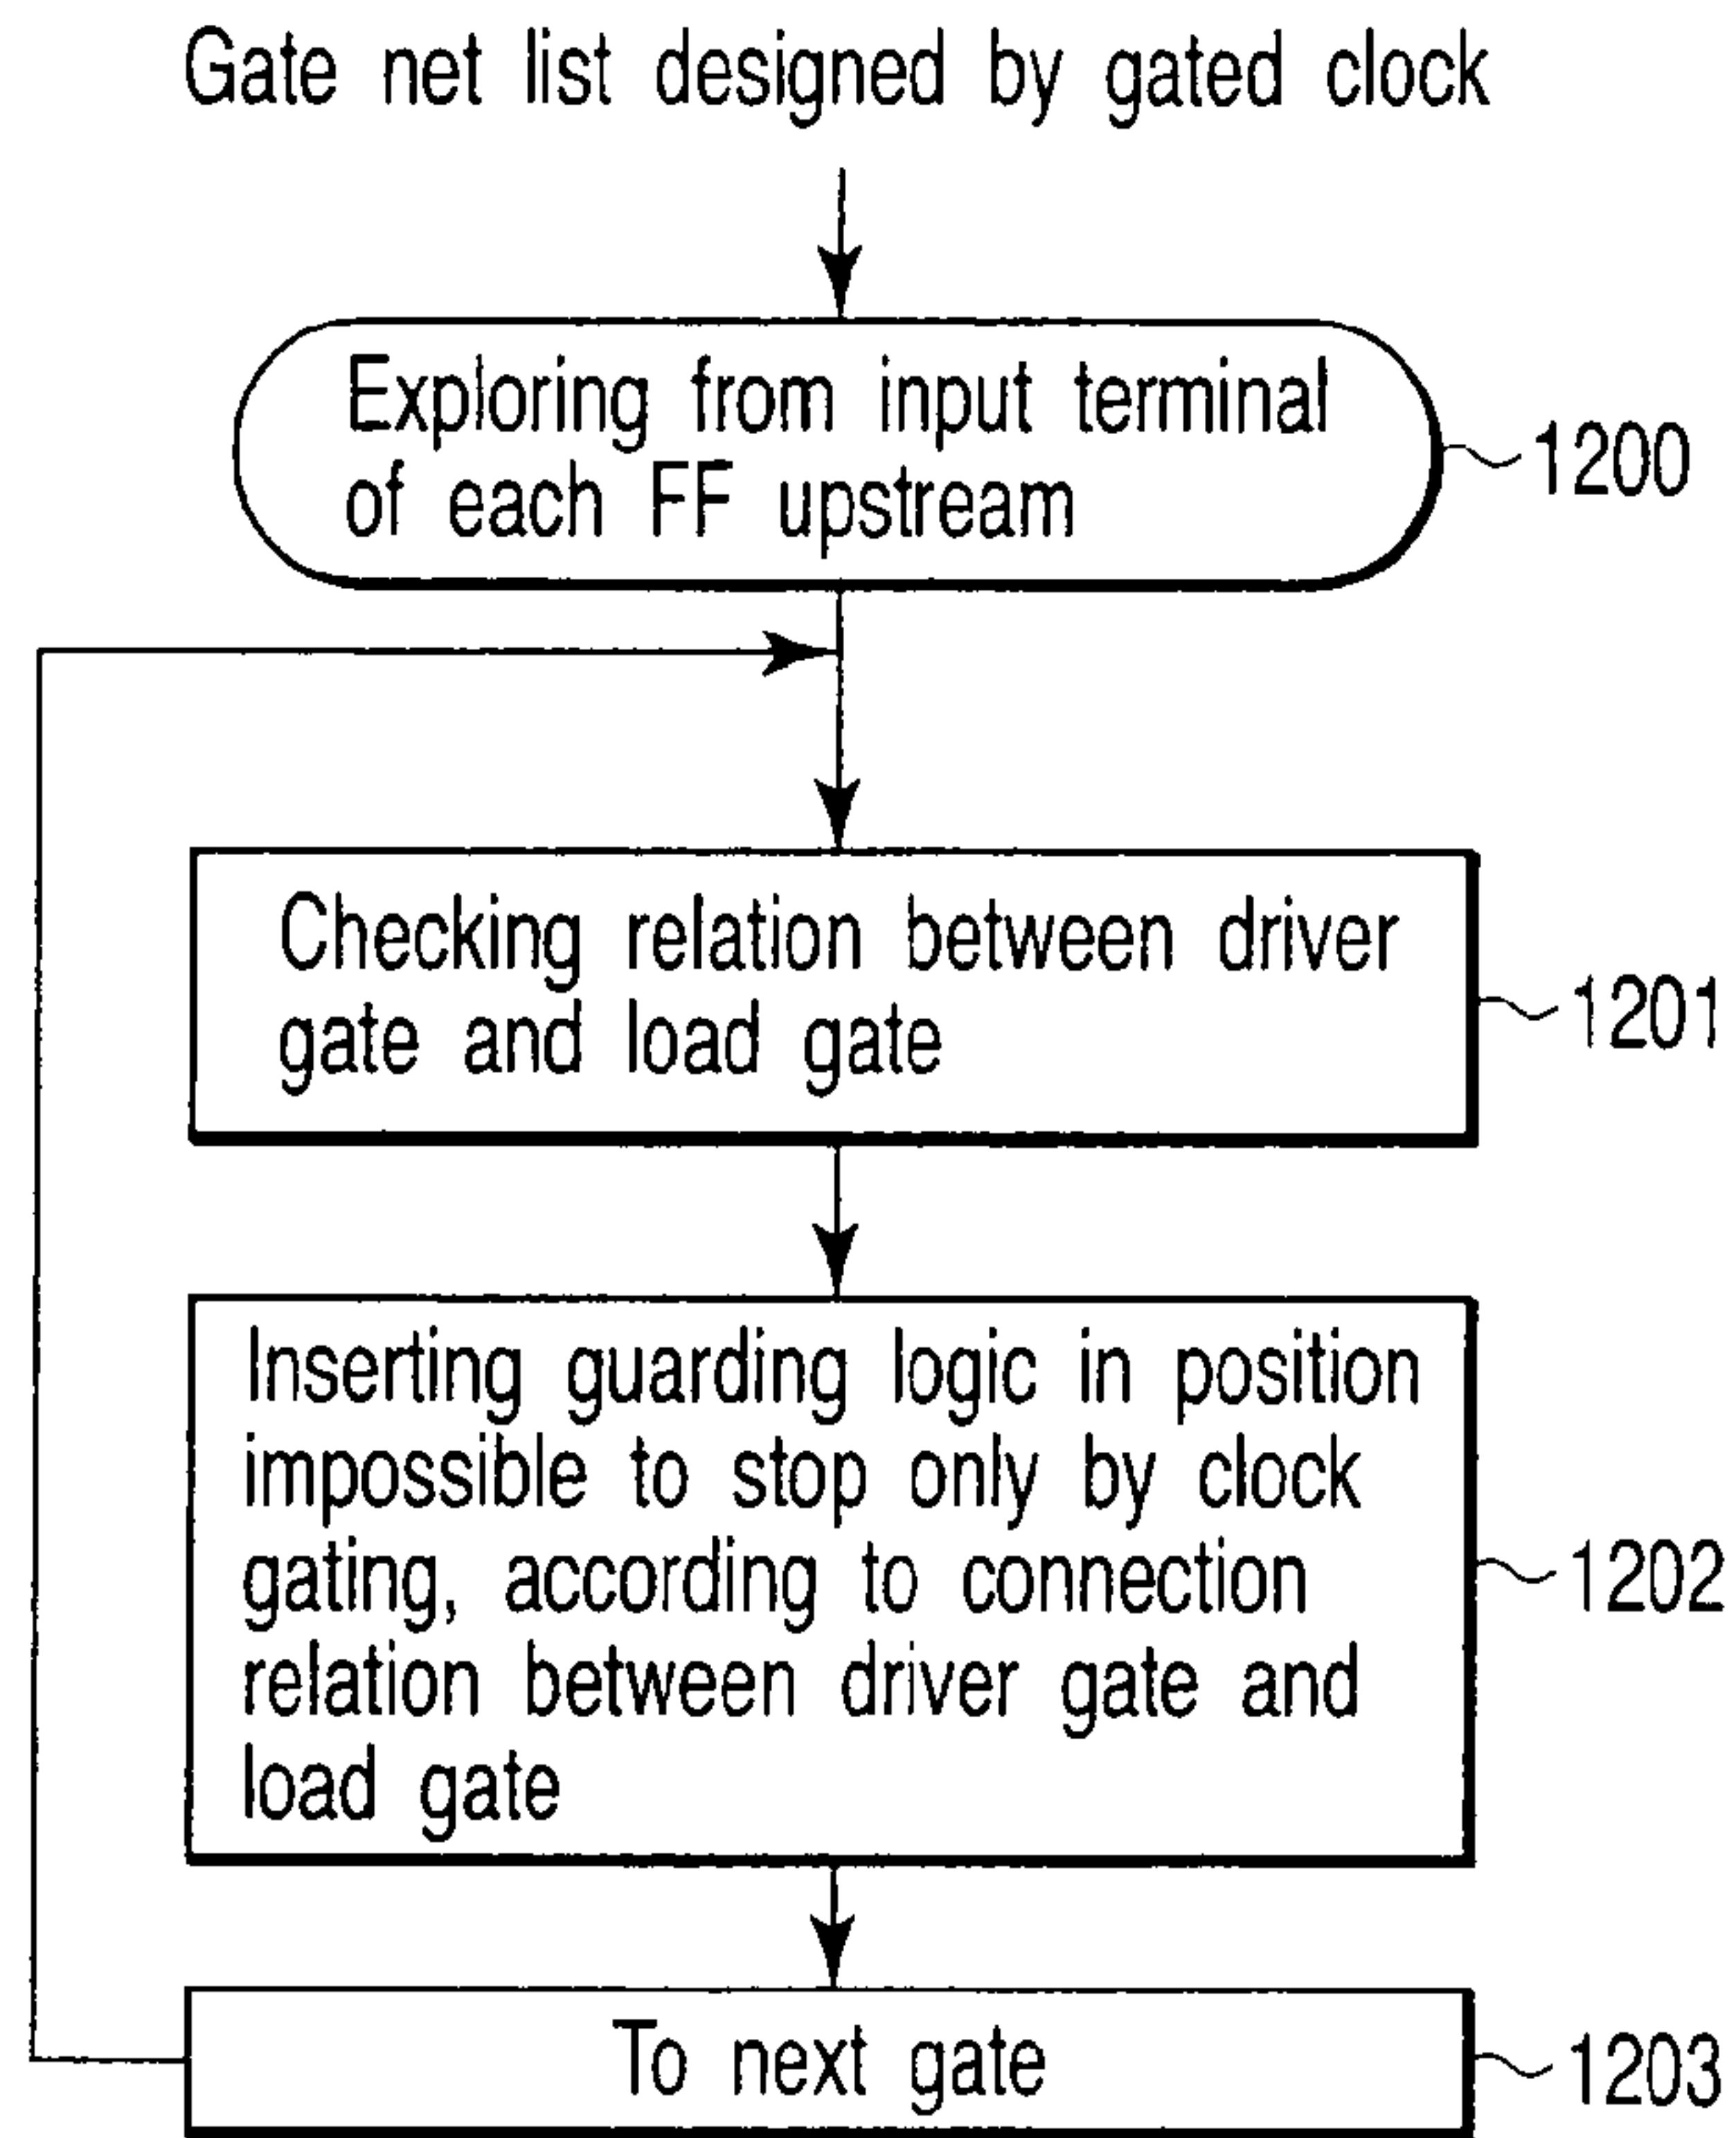 Gate net list designed by gated clock
Exploring from input terminal
of each FF upstream
1200
Checking relation between driver
gate and load gate
1201
Inserting guarding logic in position
impossible to stop only by clock
gating, according to connection
relation between driver gate and
load gate
1202
To next gate
1203